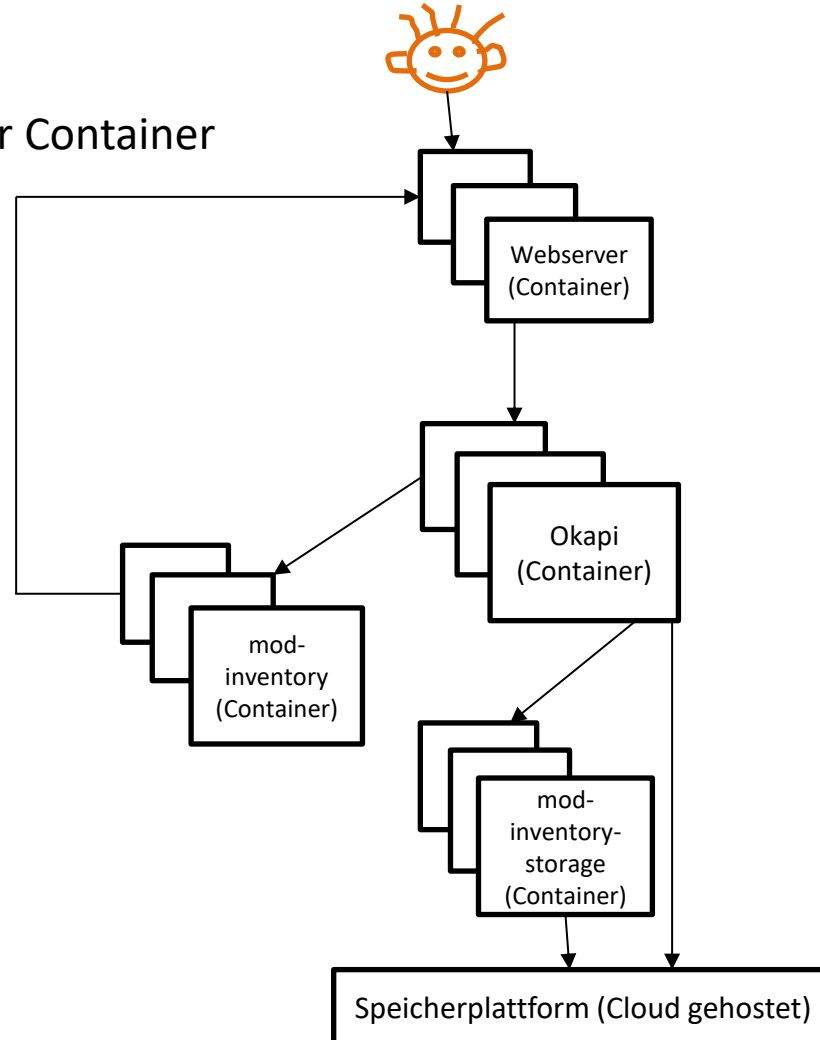 r Container
Webserver
(Container)
Okapi
(Container)
mod-
inventory
(Container)
mod-
inventory-
storage
(Container)
Speicherplattform (Cloud gehostet)